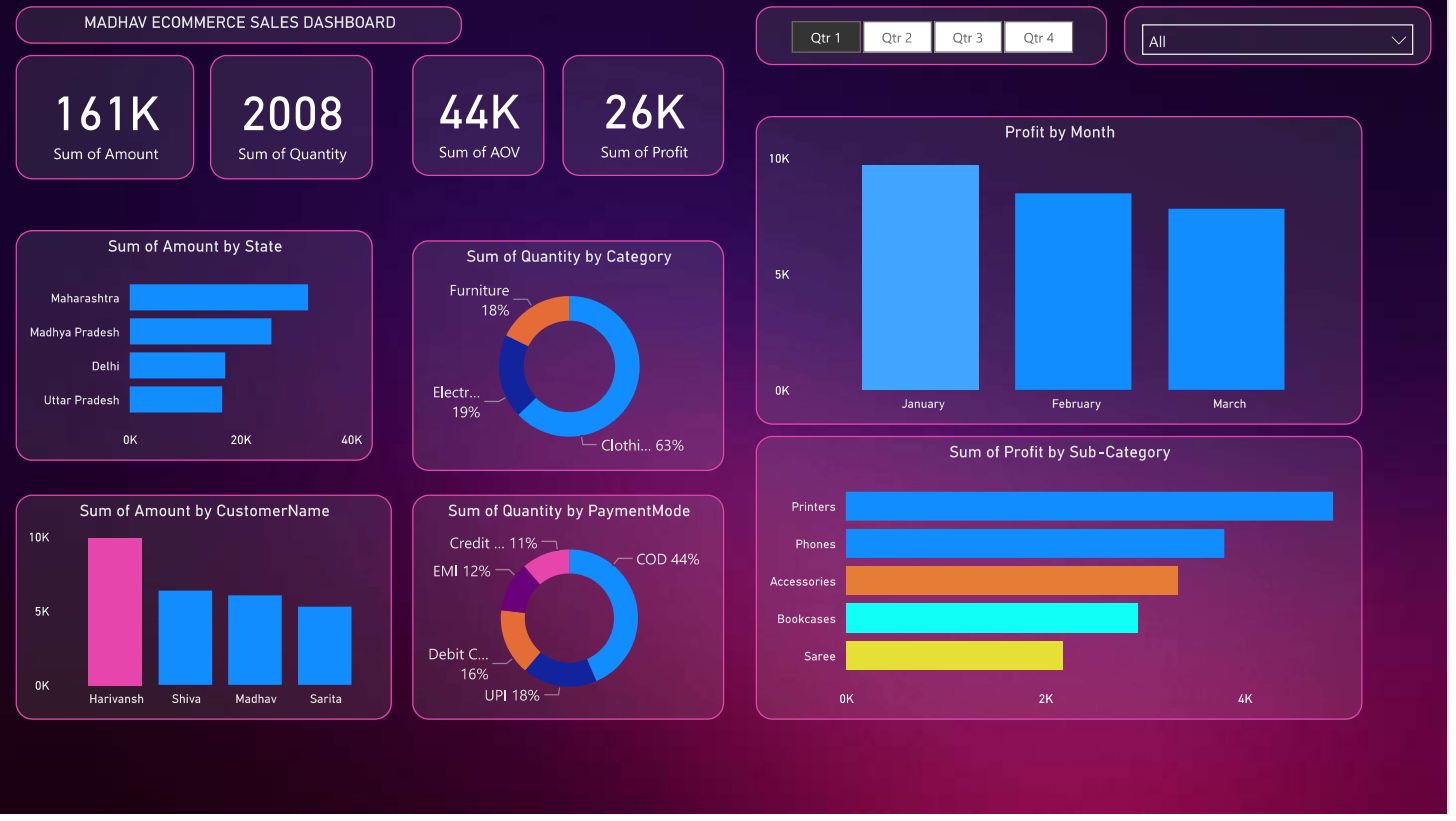 MADHAV ECOMMERCE SALES DASHBOARD
Qtr 1
Qtr 2
Qtr 3
Qtr 4
All
161K
Sum of Amount
2008
Sum of Quantity
44K
Sum of AOV
26K
Sum of Profit
Profit by Month
10K
5K
0K
January
February
March
Sum of Amount by State
Maharashtra
Madhya Pradesh
Delhi
Uttar Pradesh
0K
20K
40K
Sum of Quantity by Category
Furniture
18%
Electr...
19%
Clothi... 63%
Sum of Profit by Sub-Category
Printers
Phones
Accessories
Bookcases
Saree
0K
2K
4K
Sum of Amount by CustomerName
10K
5K
0K
Harivansh
Shiva
Madhav
Sarita
Sum of Quantity by PaymentMode
Credit ... 11%
COD 44%
EMI 12%
Debit C...
16%
UPI 18%